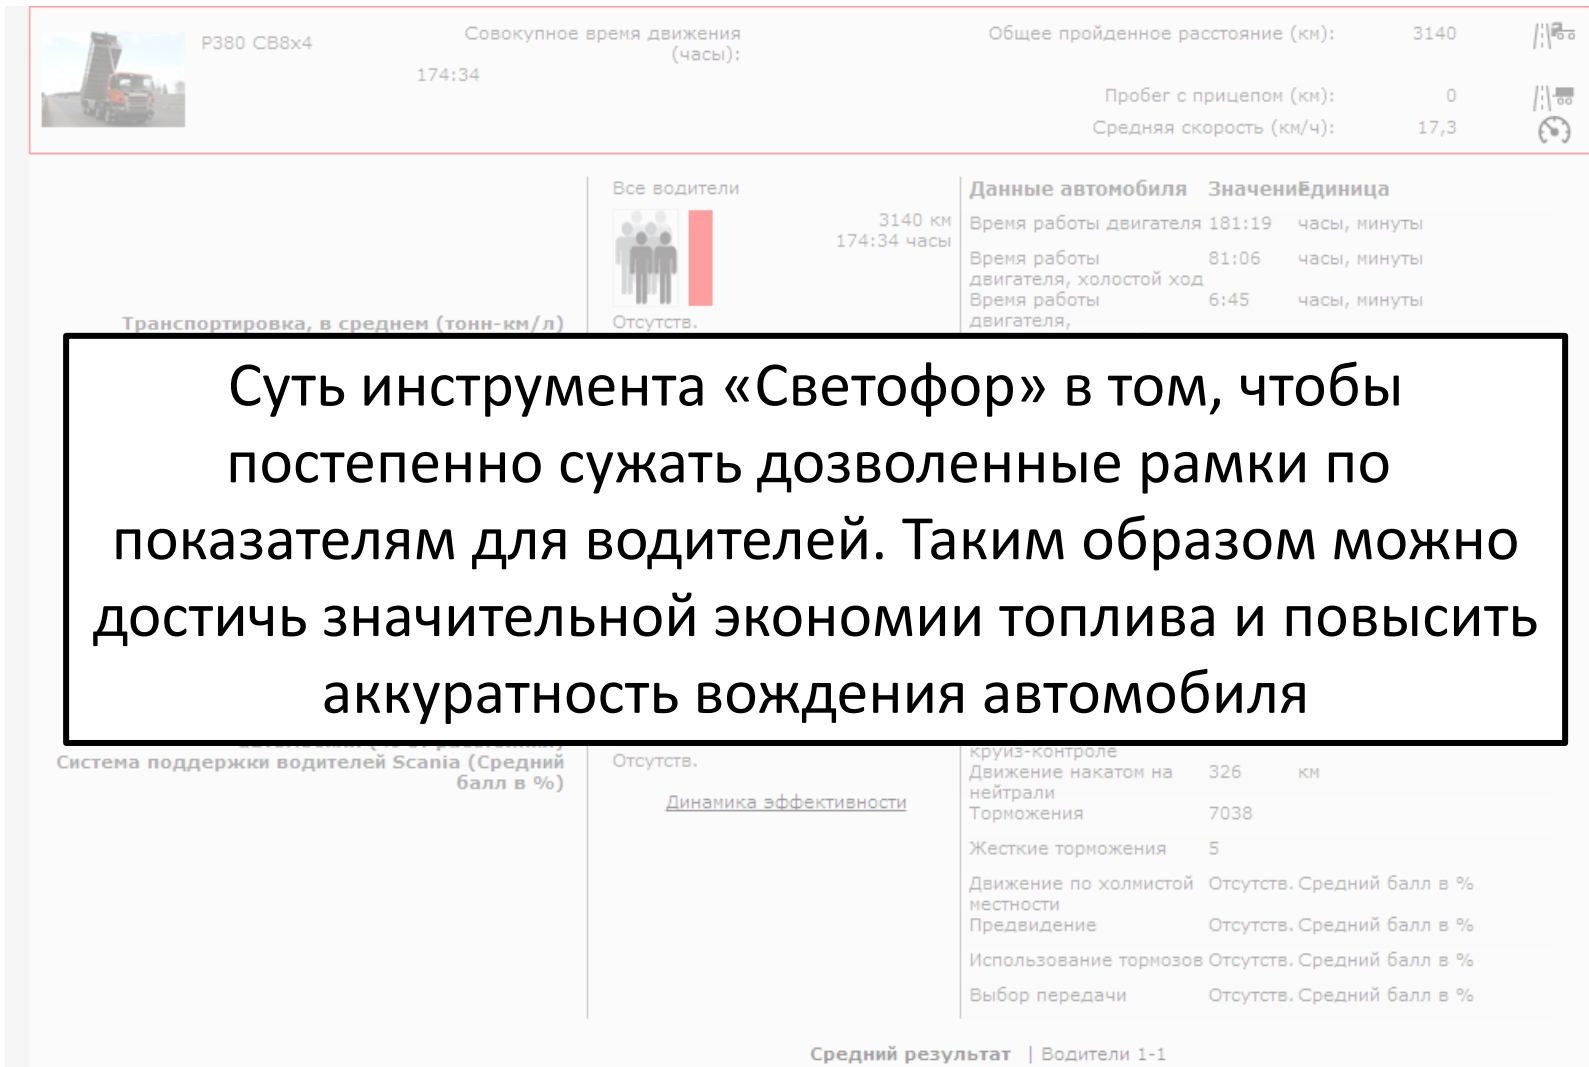 P380 CB8x4
Совокупное время движения
(часы):
174:34
Общее пройденное расстояние (км): 3140
Пробег с прицепом (км): 0
Средняя скорость (км/ч): 17,3
Все водители
3140 км
174:34 часы
Транспортировка, в среднем (тонн-км/л)
Отсутств.
Данные автомобиля Значение Единица
Время работы двигателя 181:19 часы, минуты
Время работы 81:06 часы, минуты
двигателя, холостой ход
Время работы 6:45 часы, минуты
двигателя,
Суть инструмента «Светофор» в том, чтобы
постепенно сужать дозволенные рамки по
показателям для водителей. Таким образом можно
достичь значительной экономии топлива и повысить
аккуратность вождения автомобиля
Система поддержки водителей Scania (Средний
балл в %)
Отсутств.
Динамика эффективности
круиз-контроле
Движение накатом на 326 км
нейтрали
Торможения 7038
Жесткие торможения 5
Движение по холмистой Отсутств. Средний балл в %
местности
Предвидение Отсутств. Средний балл в %
Использование тормозов Отсутств. Средний балл в %
Выбор передачи Отсутств. Средний балл в %
Средний результат | Водители 1-1